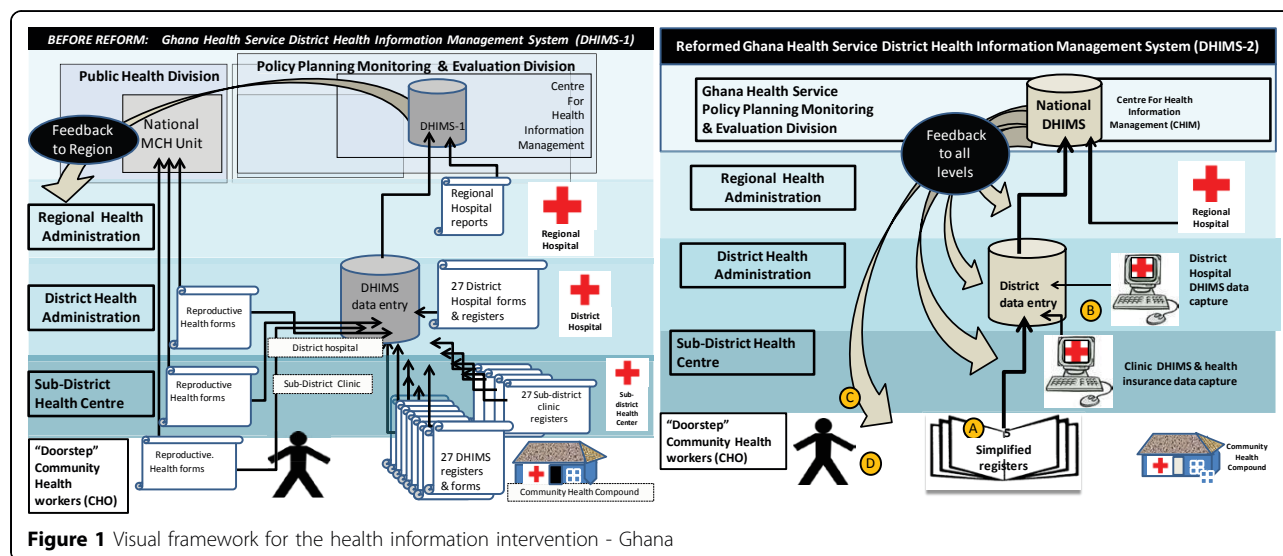 BEFORE REFORM: Ghana Health Service District Health Information Management System (DHIMS-1)
Public Health Division
Policy Planning Monitoring & Evaluation Division
Centre
For
Health
Information
Management
DHIMS-1
National
MCH Unit
Feedback
to Region
Regional Health
Administration
Regional
Hospital
reports
Regional
Hospital
District Health
Administration
DHIMS
data entry
27 District
Hospital forms
& registers
District
Hospital
Reproductive
Health forms
District hospital
Sub-District
Health Centre
Reproductive
Health forms
Sub-District Clinic
27 Sub-district
clinic
registers
Sub-
district
Health
Center
"Doorstep"
Community
Health
workers (CHO)
Reproductive.
Health forms
27 DHIMS
registers
& forms
Community Health Compound
Reformed Ghana Health Service District Health Information Management System (DHIMS-2)
Ghana Health Service
Policy Planning Monitoring
& Evaluation Division
National
DHIMS
Centre For Health
Information
Management (CHIM)
Feedback
to all
levels
Regional Health
Administration
Regional
Hospital
District Health
Administration
District
data entry
District
Hospital
DHIMS data
capture
B
Sub-District Health
Centre
Clinic DHIMS & health
insurance data capture
C
"Doorstep"
Community Health
workers (CHO)
D
A
Simplified
registers
Community
Health
Compound
Figure 1 Visual framework for the health information intervention - Ghana